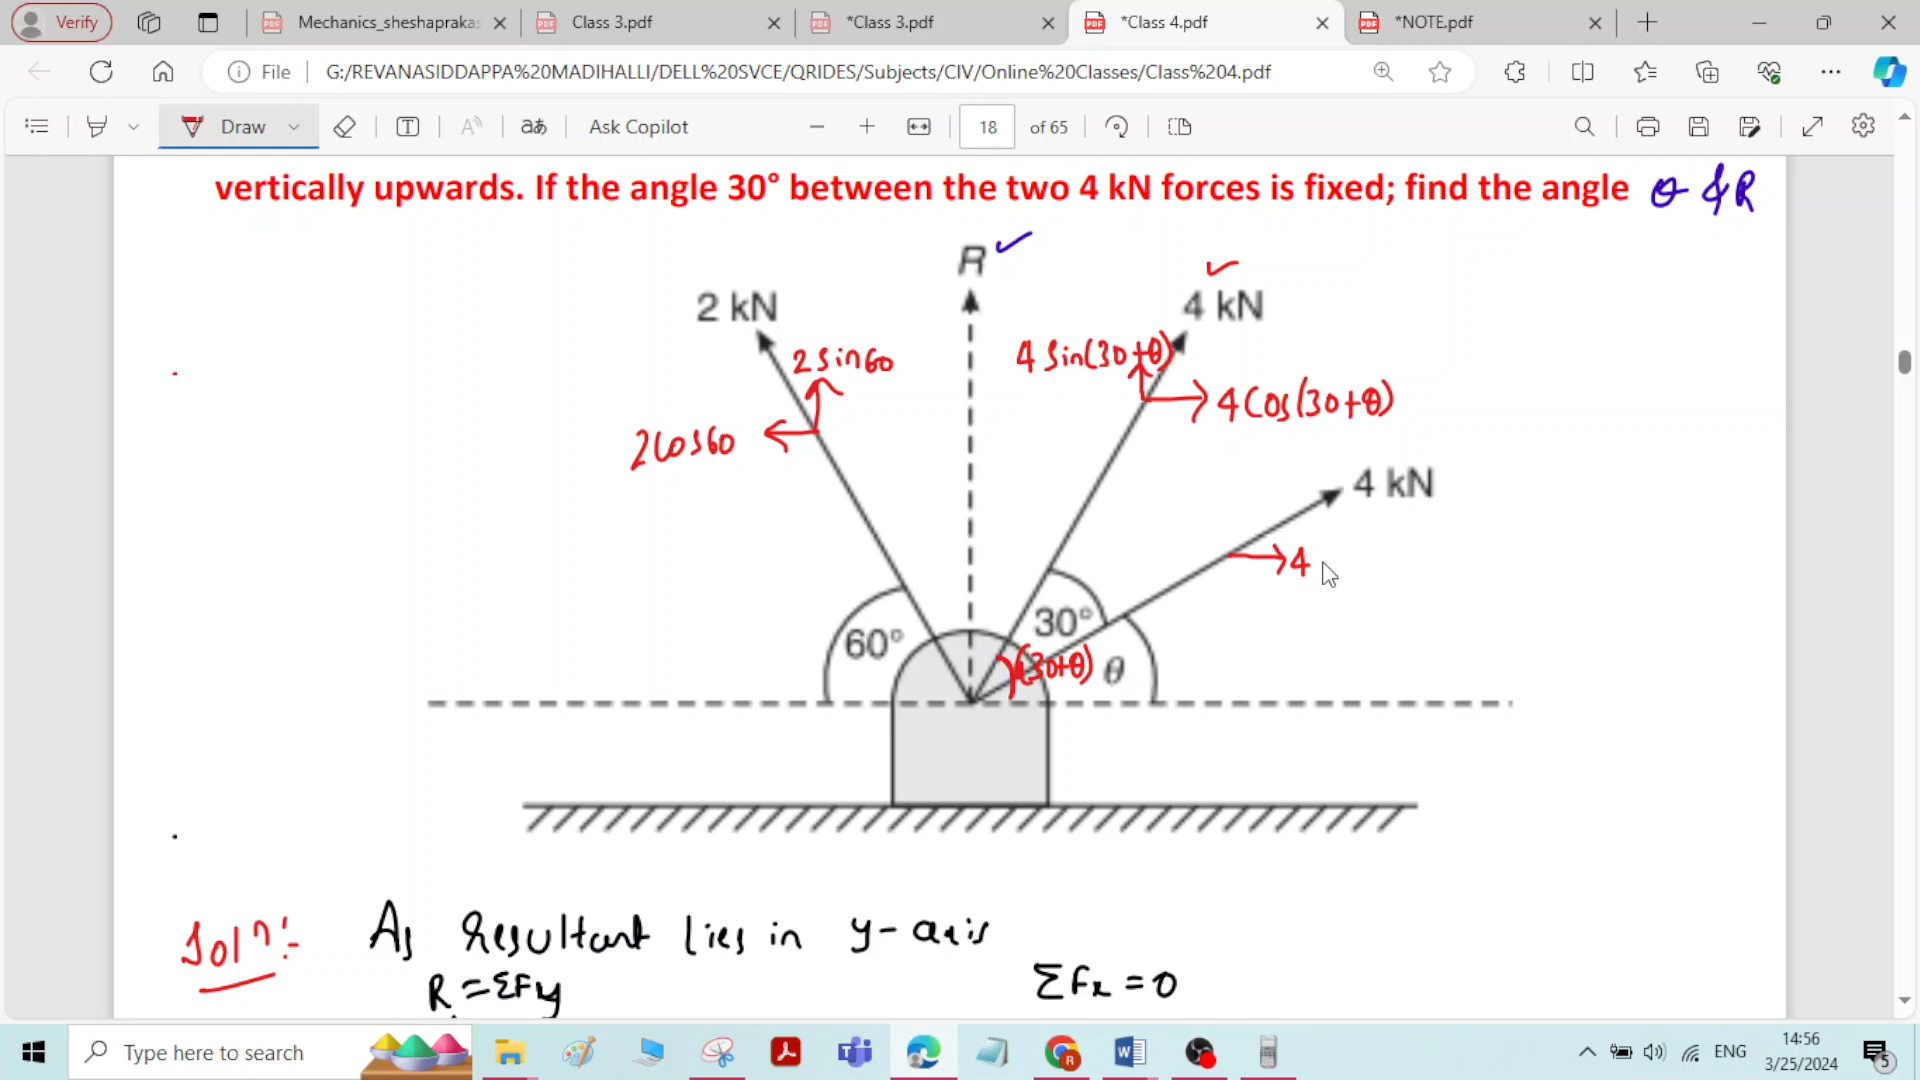 Verify
Mechanics_sheshapraka
Class 3.pdf
*Class 3.pdf
*Class 4.pdf
*NOTE.pdf
File
G:/REVANASIDDAPPA%20MADIHALLI/DELL%20SVCE/QRIDES/Subjects/CIV/Online%20Classes/Class%204.pdf
Draw
Ask Copilot
18
of 65
vertically upwards. If the angle 30° between the two 4 kN forces is fixed; find the angle θ & R
R
2 kN
4 kN
2 sin60
4 sin(30+θ)
4 cos(30+θ)
2cos60
4 kN
4
30°
60°
(30+θ)
θ
Soln:-
As Resultant lies in y-axis
R = ΣFy
ΣFx = 0
Type here to search
ENG
14:56
3/25/2024
5